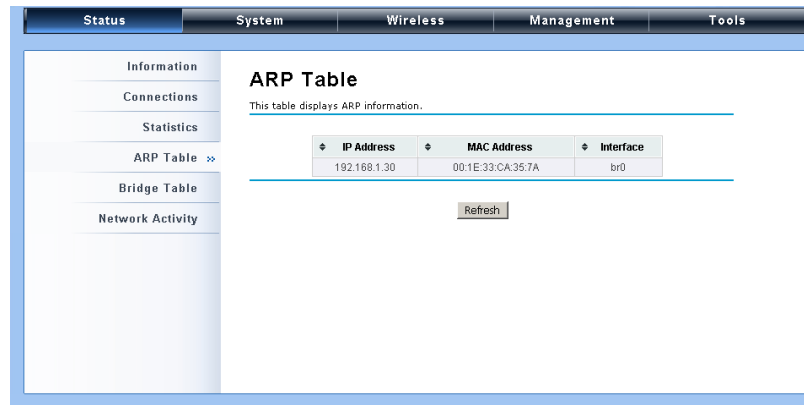 Status System Wireless Management Tools
Information
Connections
Statistics
ARP Table »
Bridge Table
Network Activity
ARP Table
This table displays ARP information.
IP Address MAC Address Interface
192.168.1.30 00:1E:33:CA:35:7A br0
Refresh